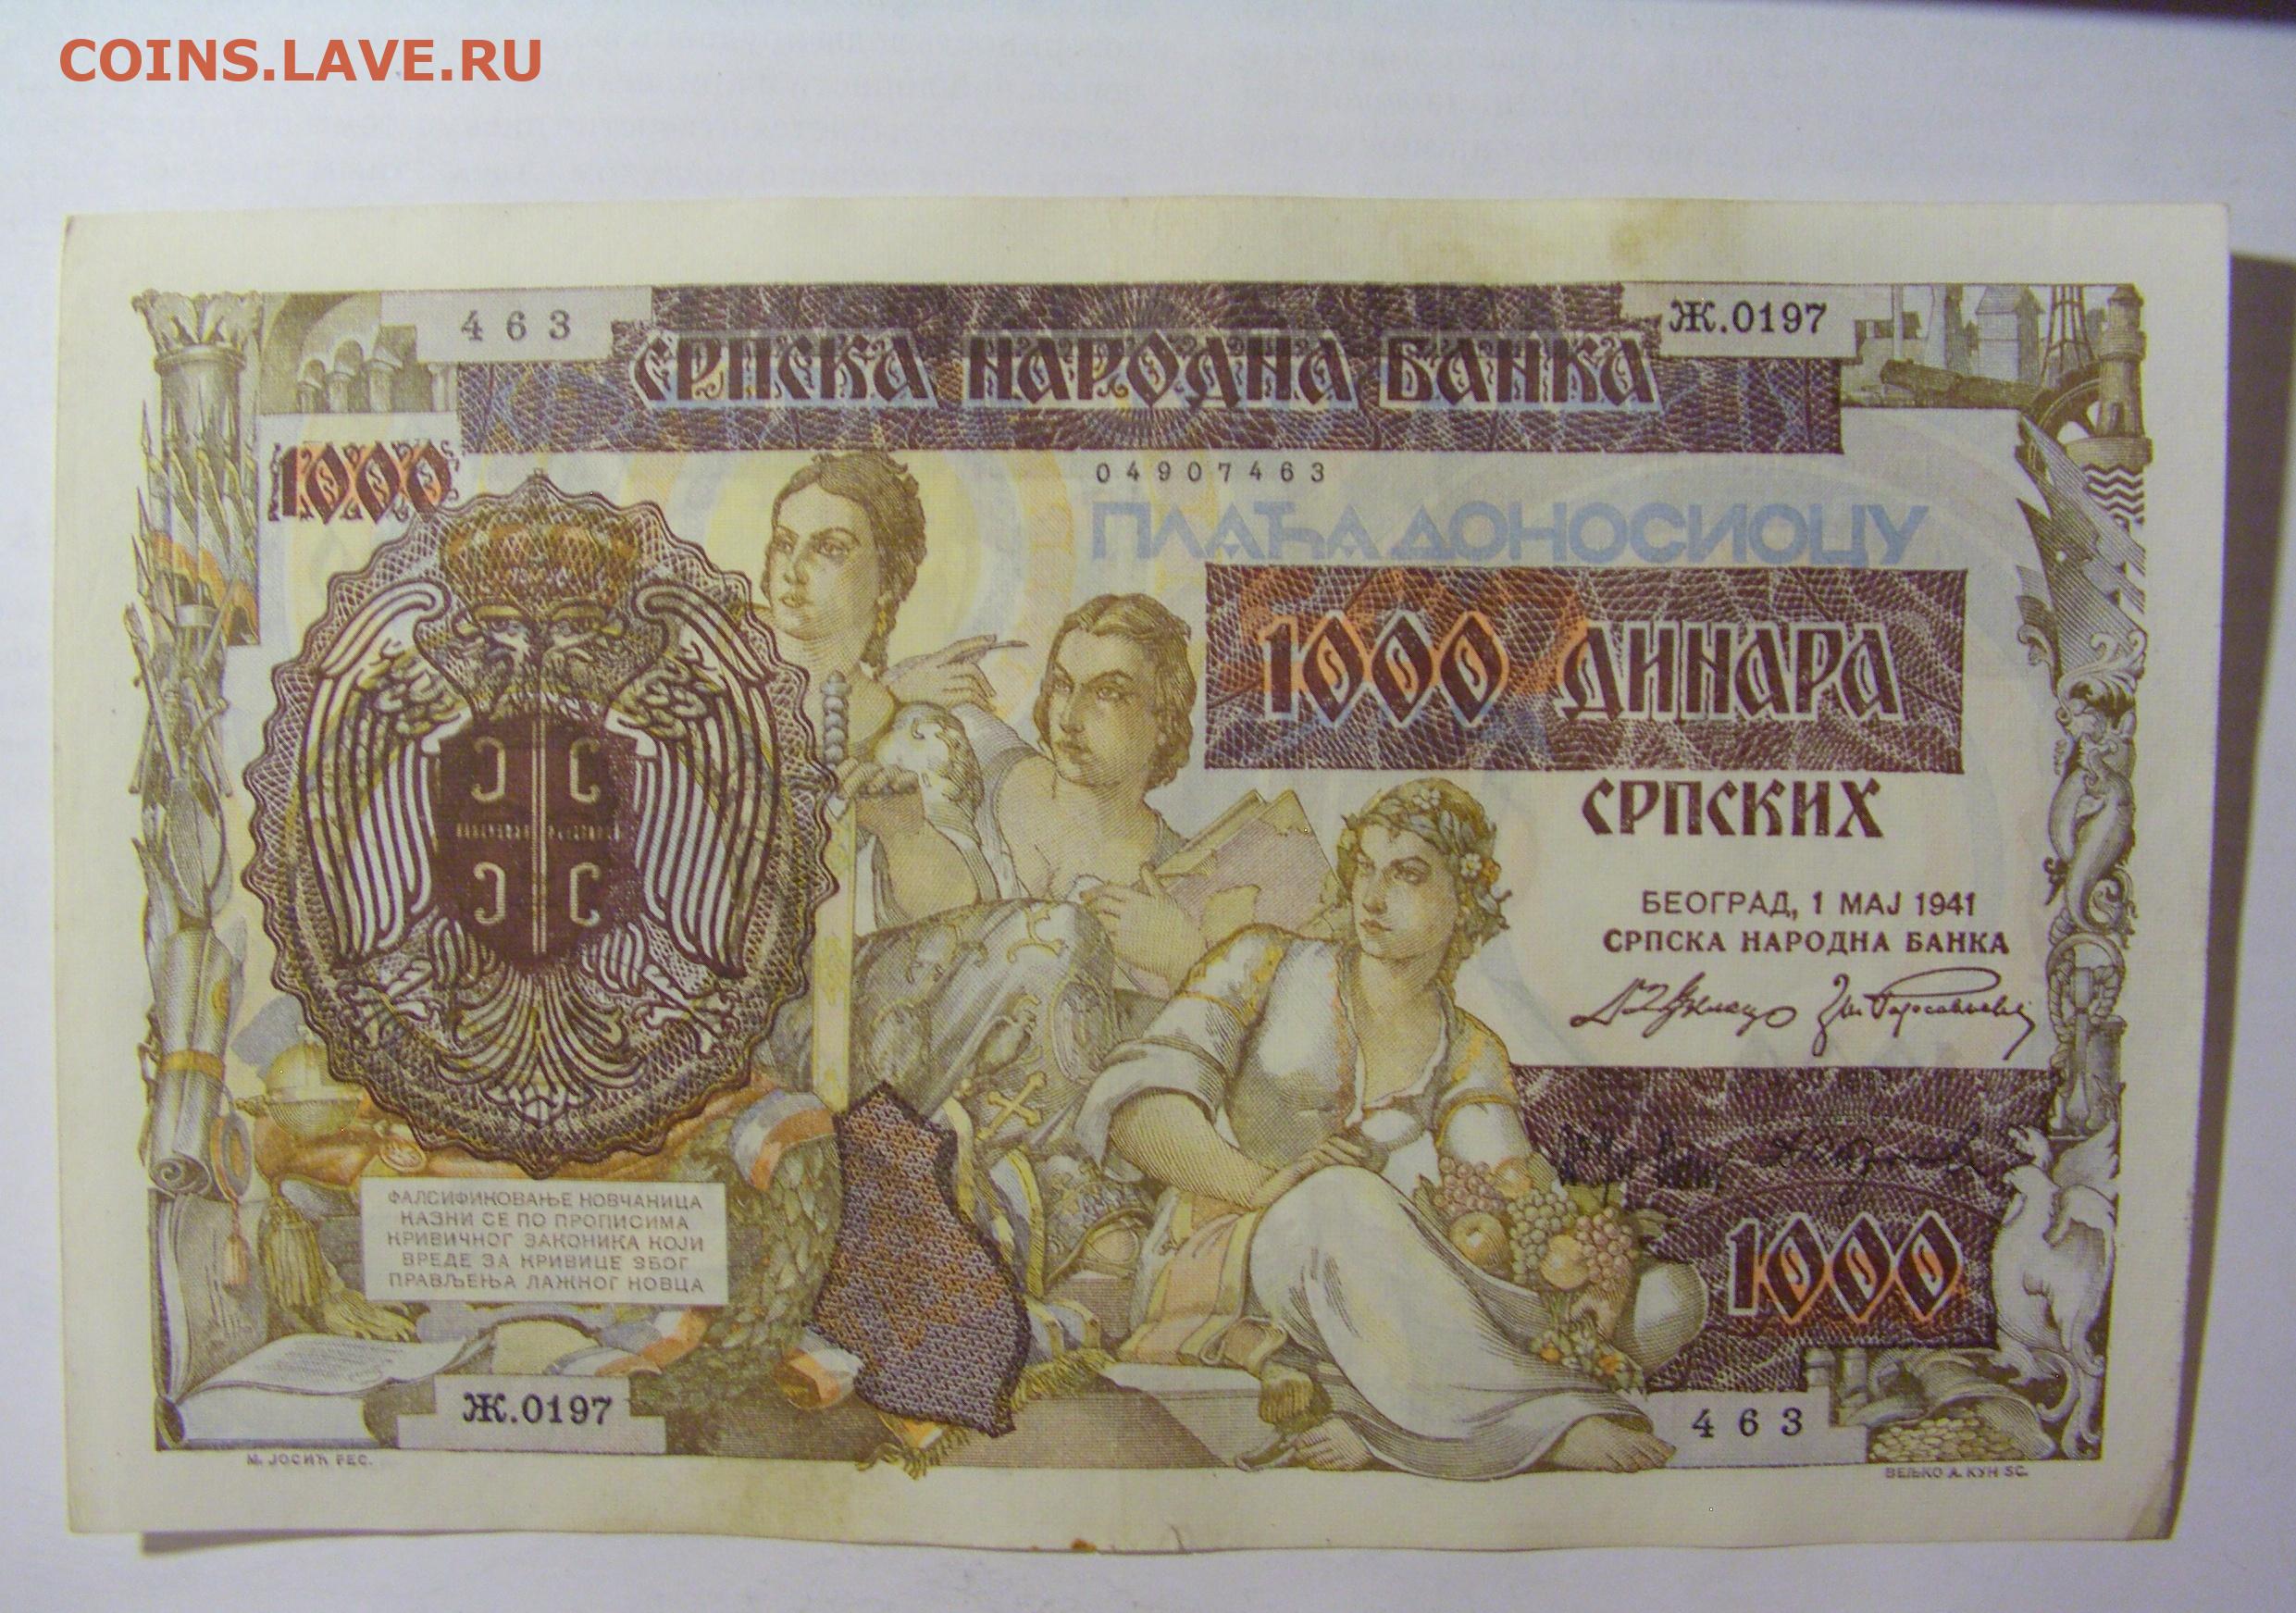 COINS.LAVE.RU
463
Ж.0197
СРПСКА НАРОДНА БАНКА
1000
04907463
ПЛАЋА ДОНОСИОЦУ
1000 ДИНАРА
СРПСКИХ
БЕОГРАД, 1 МАЈ 1941
СРПСКА НАРОДНА БАНКА
ФАЛСИФИКОВАЊЕ НОВЧАНИЦА
КАЗНИ СЕ ПО ПРОПИСИМА
КРИВИЧНОГ ЗАКОНИКА КОЈИ
ВРЕДЕ ЗА КРИВИЦЕ ЗБОГ
ПРАВЉЕЊА ЛАЖНОГ НОВЦА
1000
Ж.0197
463
М. ЈОСИЋ FEC.
ВЕЉКО А. КУН SC.